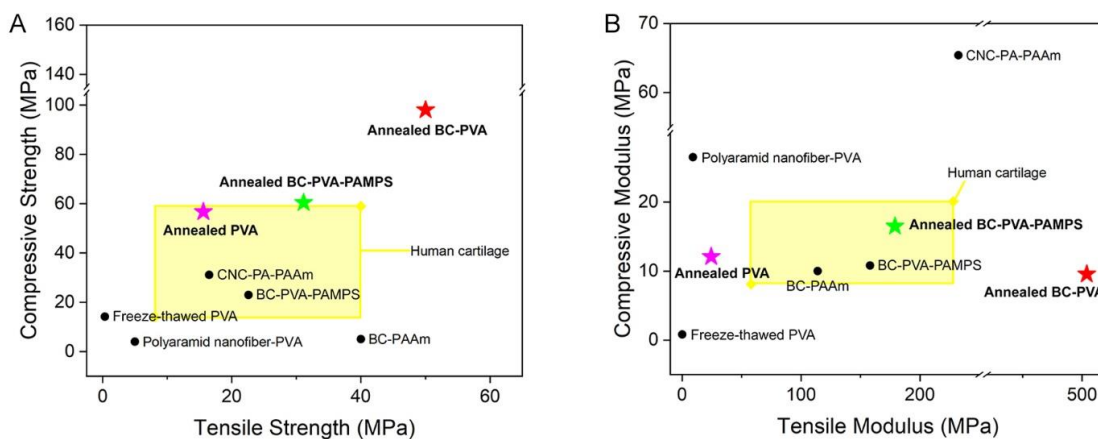 A
Compressive Strength (MPa)
160
140
100
80
60
40
20
0
Annealed BC-PVA
Annealed BC-PVA-PAMPS
Annealed PVA
Human cartilage
CNC-PA-PAAm
BC-PVA-PAMPS
Freeze-thawed PVA
Polyaramid nanofiber-PVA
BC-PAAm
0 20 40 60
Tensile Strength (MPa)
B
Compressive Modulus (MPa)
70
60
20
10
0
CNC-PA-PAAm
Polyaramid nanofiber-PVA
Human cartilage
Annealed BC-PVA-PAMPS
Annealed PVA
BC-PVA-PAMPS
BC-PAAm
Annealed BC-PVA
Freeze-thawed PVA
0 100 200 500
Tensile Modulus (MPa)